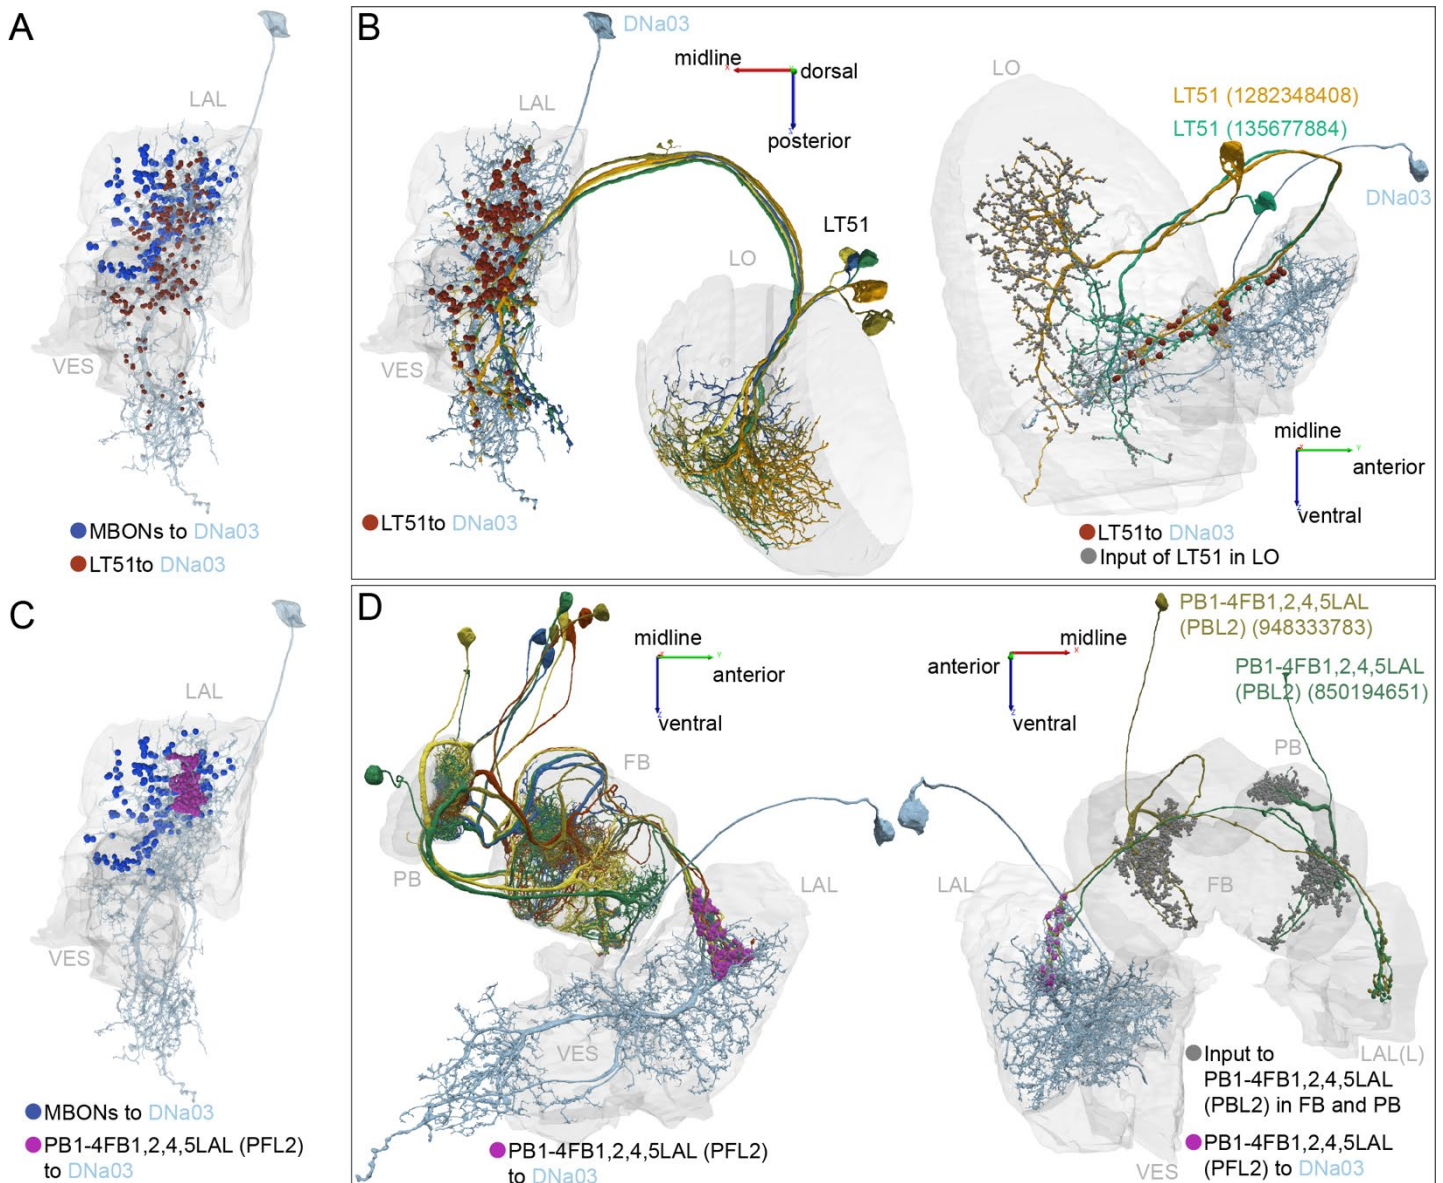 A
LAL
VES
MBONs to DNa03
LT51to DNa03
B
DNa03
LAL
VES
midline
dorsal
posterior
LT51
LO
LT51to DNa03
LO
LT51 (1282348408)
LT51 (135677884)
DNa03
midline
anterior
ventral
LT51to DNa03
Input of LT51 in LO
C
LAL
VES
MBONs to DNa03
PB1-4FB1,2,4,5LAL (PFL2)
to DNa03
D
midline
anterior
ventral
FB
PB
LAL
VES
PB1-4FB1,2,4,5LAL (PFL2)
to DNa03
midline
anterior
ventral
PB1-4FB1,2,4,5LAL
(PBL2) (948333783)
PB1-4FB1,2,4,5LAL
(PBL2) (850194651)
PB
LAL
FB
LAL(L)
VES
Input to
PB1-4FB1,2,4,5LAL
(PBL2) in FB and PB
PB1-4FB1,2,4,5LAL
(PFL2) to DNa03